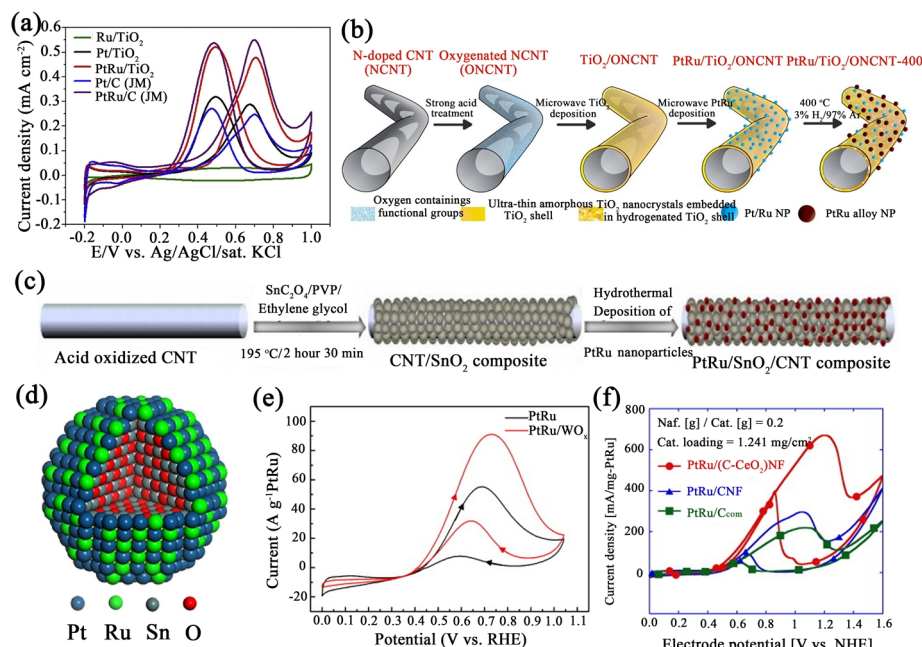 (a)
Ru/TiO2
Pt/TiO2
PtRu/TiO2
Pt/C (JM)
PtRu/C (JM)
Current density (mA cm-2)
0.6
0.5
0.4
0.3
0.2
0.1
0.0
-0.1
-0.2
-0.2 0.0 0.2 0.4 0.6 0.8 1.0
E/V vs. Ag/AgCl/sat. KCl
(b)
N-doped CNT
(NCNT)
Oxygenated NCNT
(ONCNT)
TiO2/ONCNT
PtRu/TiO2/ONCNT
PtRu/TiO2/ONCNT-400
Strong acid
treatment
Microwave TiO2
deposition
Microwave PtRu
deposition
400 ℃
3% H2/97% Ar
Oxygen containings
functional groups
Ultra-thin amorphous
TiO2 shell
TiO2 nanocrystals embedded
in hydrogenated TiO2 shell
Pt/Ru NP
PtRu alloy NP
(c)
Acid oxidized CNT
SnC2O4/PVP/
Ethylene glycol
195 ℃/2 hour 30 min
CNT/SnO2 composite
Hydrothermal
Deposition of
PtRu nanoparticles
PtRu/SnO2/CNT composite
(d)
Pt Ru Sn O
(e)
PtRu
PtRu/WOx
Current (A g-1PtRu)
100
80
60
40
20
0
-20
0.0 0.1 0.2 0.3 0.4 0.5 0.6 0.7 0.8 0.9 1.0
Potential (V vs. RHE)
(f)
Naf. [g] / Cat. [g] = 0.2
Cat. loading = 1.241 mg/cm2
PtRu/(C-CeO2)NF
PtRu/CNF
PtRu/Ccom
Current density [mA/mg-PtRu]
800
600
400
200
0
0 0.2 0.4 0.6 0.8 1 1.2 1.4 1.6
Electrode potential [V vs. NHE]